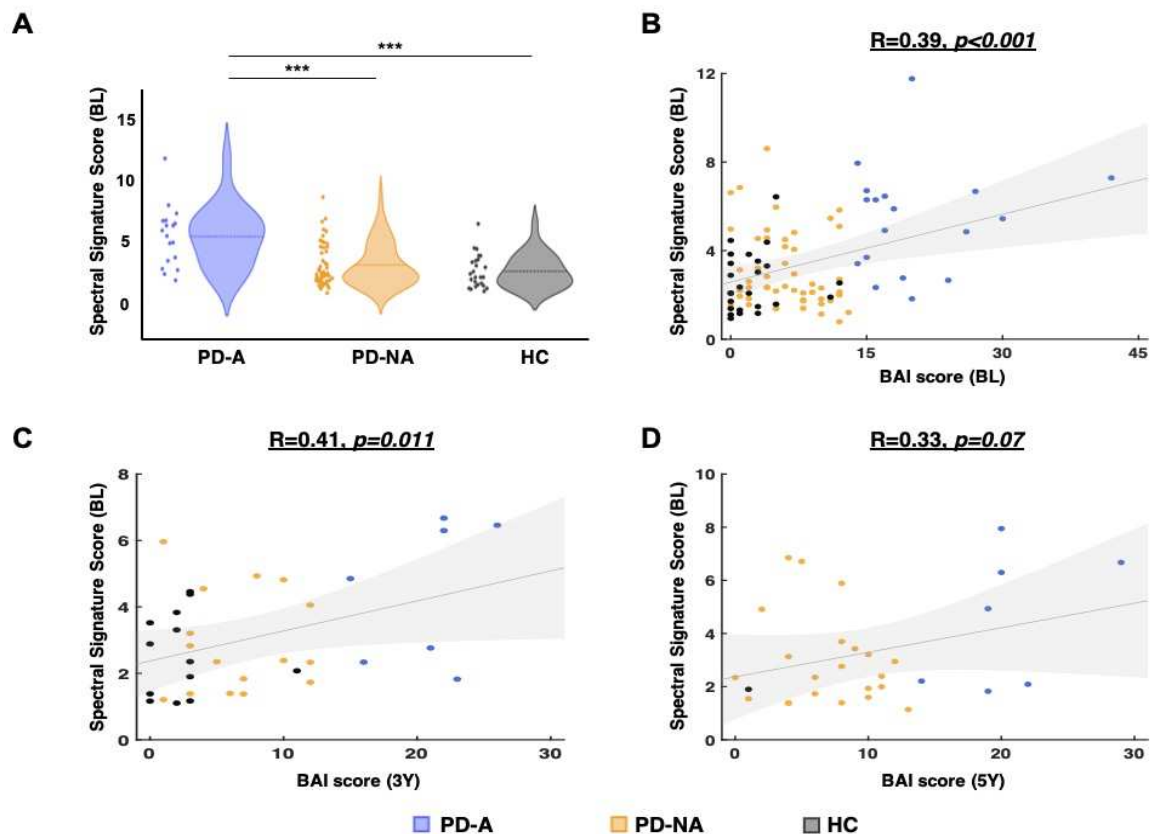 A
***
***
Spectral Signature Score (BL)
15
10
5
0
PD-A PD-NA HC
B
R=0.39, p<0.001
Spectral Signature Score (BL)
12
8
4
0
0 15 30 45
BAI score (BL)
C
R=0.41, p=0.011
Spectral Signature Score (BL)
8
6
4
2
0
0 10 20 30
BAI score (3Y)
D
R=0.33, p=0.07
Spectral Signature Score (BL)
10
8
6
4
2
0
0 10 20 30
BAI score (5Y)
PD-A PD-NA HC